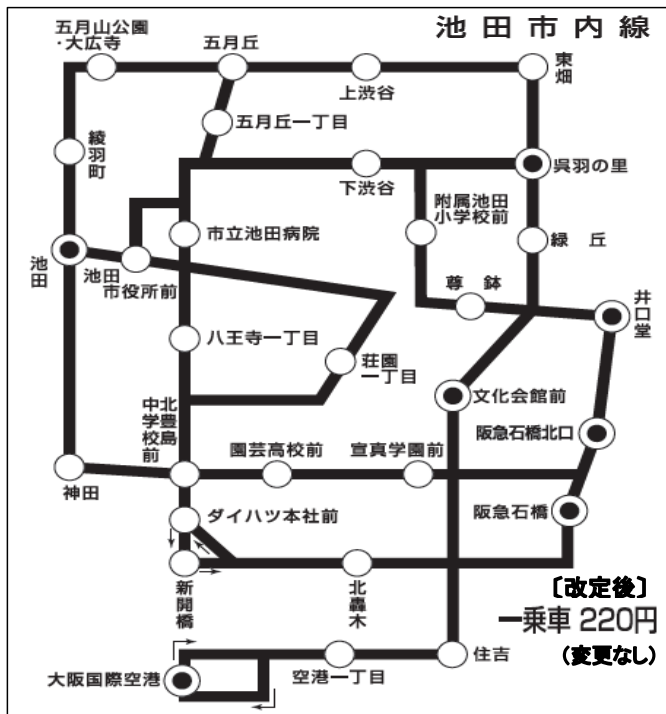 池田市内線
五月山公園
・大広寺
五月丘
上渋谷
東畑
五月丘一丁目
綾羽町
下渋谷
呉羽の里
附属池田
小学校前
市立池田病院
緑丘
池田
池田
市役所前
尊鉢
井口堂
八王寺一丁目
荘園
一丁目
文化会館前
北豊島
中学校前
園芸高校前
宣真学園前
阪急石橋北口
神田
ダイハツ本社前
阪急石橋
新開橋
北轟木
〔改定後〕
一乗車 220円
(変更なし)
大阪国際空港
空港一丁目
住吉